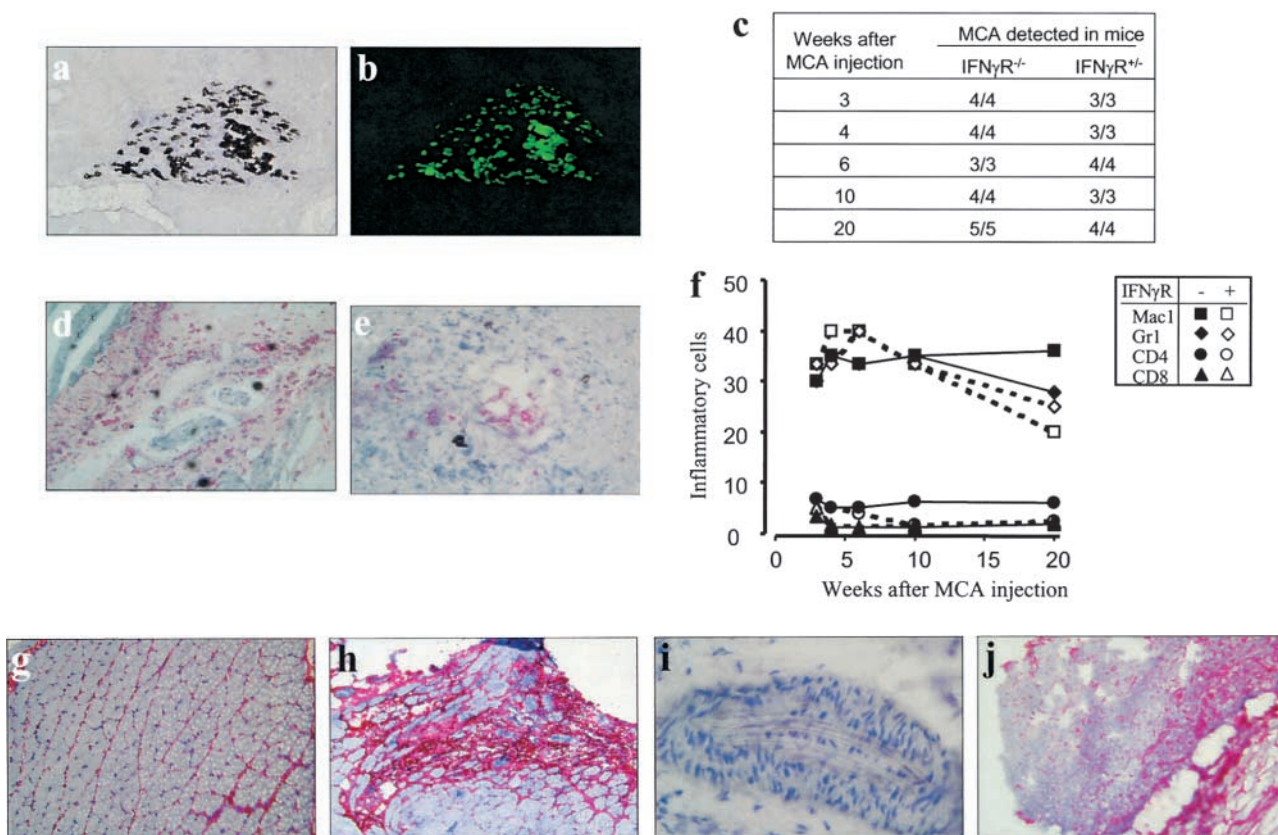 a
b
c
Weeks after
MCA injection
MCA detected in mice
IFNγR-/- IFNγR+/-
3 4/4 3/3
4 4/4 3/3
6 3/3 4/4
10 4/4 3/3
20 5/5 4/4
d
e
f
50
40
30
20
10
0
Inflammatory cells
0 5 10 15 20
Weeks after MCA injection
IFNγR - +
Mac1
Gr1
CD4
CD8
g
h
i
j